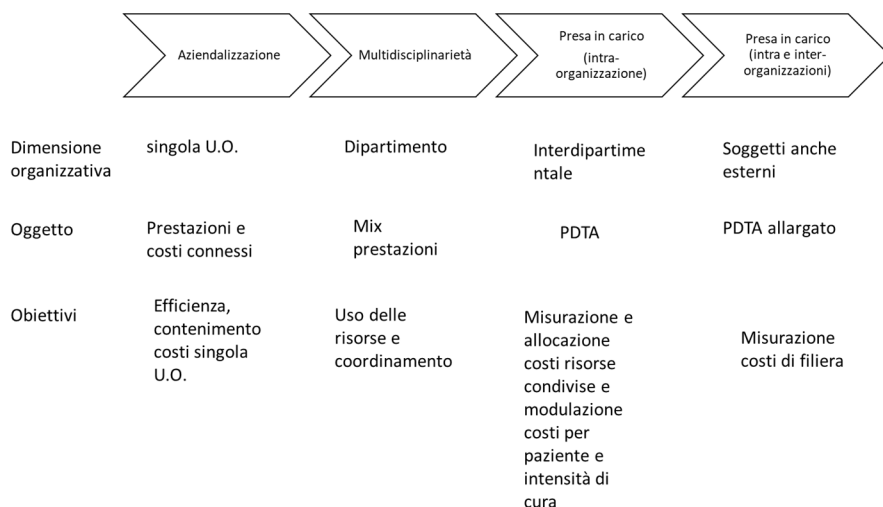 Aziendalizzazione
Multidisciplinarietà
Presa in carico
(intra-
organizzazione)
Presa in carico
(intra e inter-
organizzazioni)
Dimensione
organizzativa
singola U.O.
Dipartimento
Interdipartime
ntale
Soggetti anche
esterni
Oggetto
Prestazioni e
costi connessi
Mix
prestazioni
PDTA
PDTA allargato
Obiettivi
Efficienza,
contenimento
costi singola
U.O.
Uso delle
risorse e
coordinamento
Misurazione e
allocazione
costi risorse
condivise e
modulazione
costi per
paziente e
intensità di
cura
Misurazione
costi di filiera